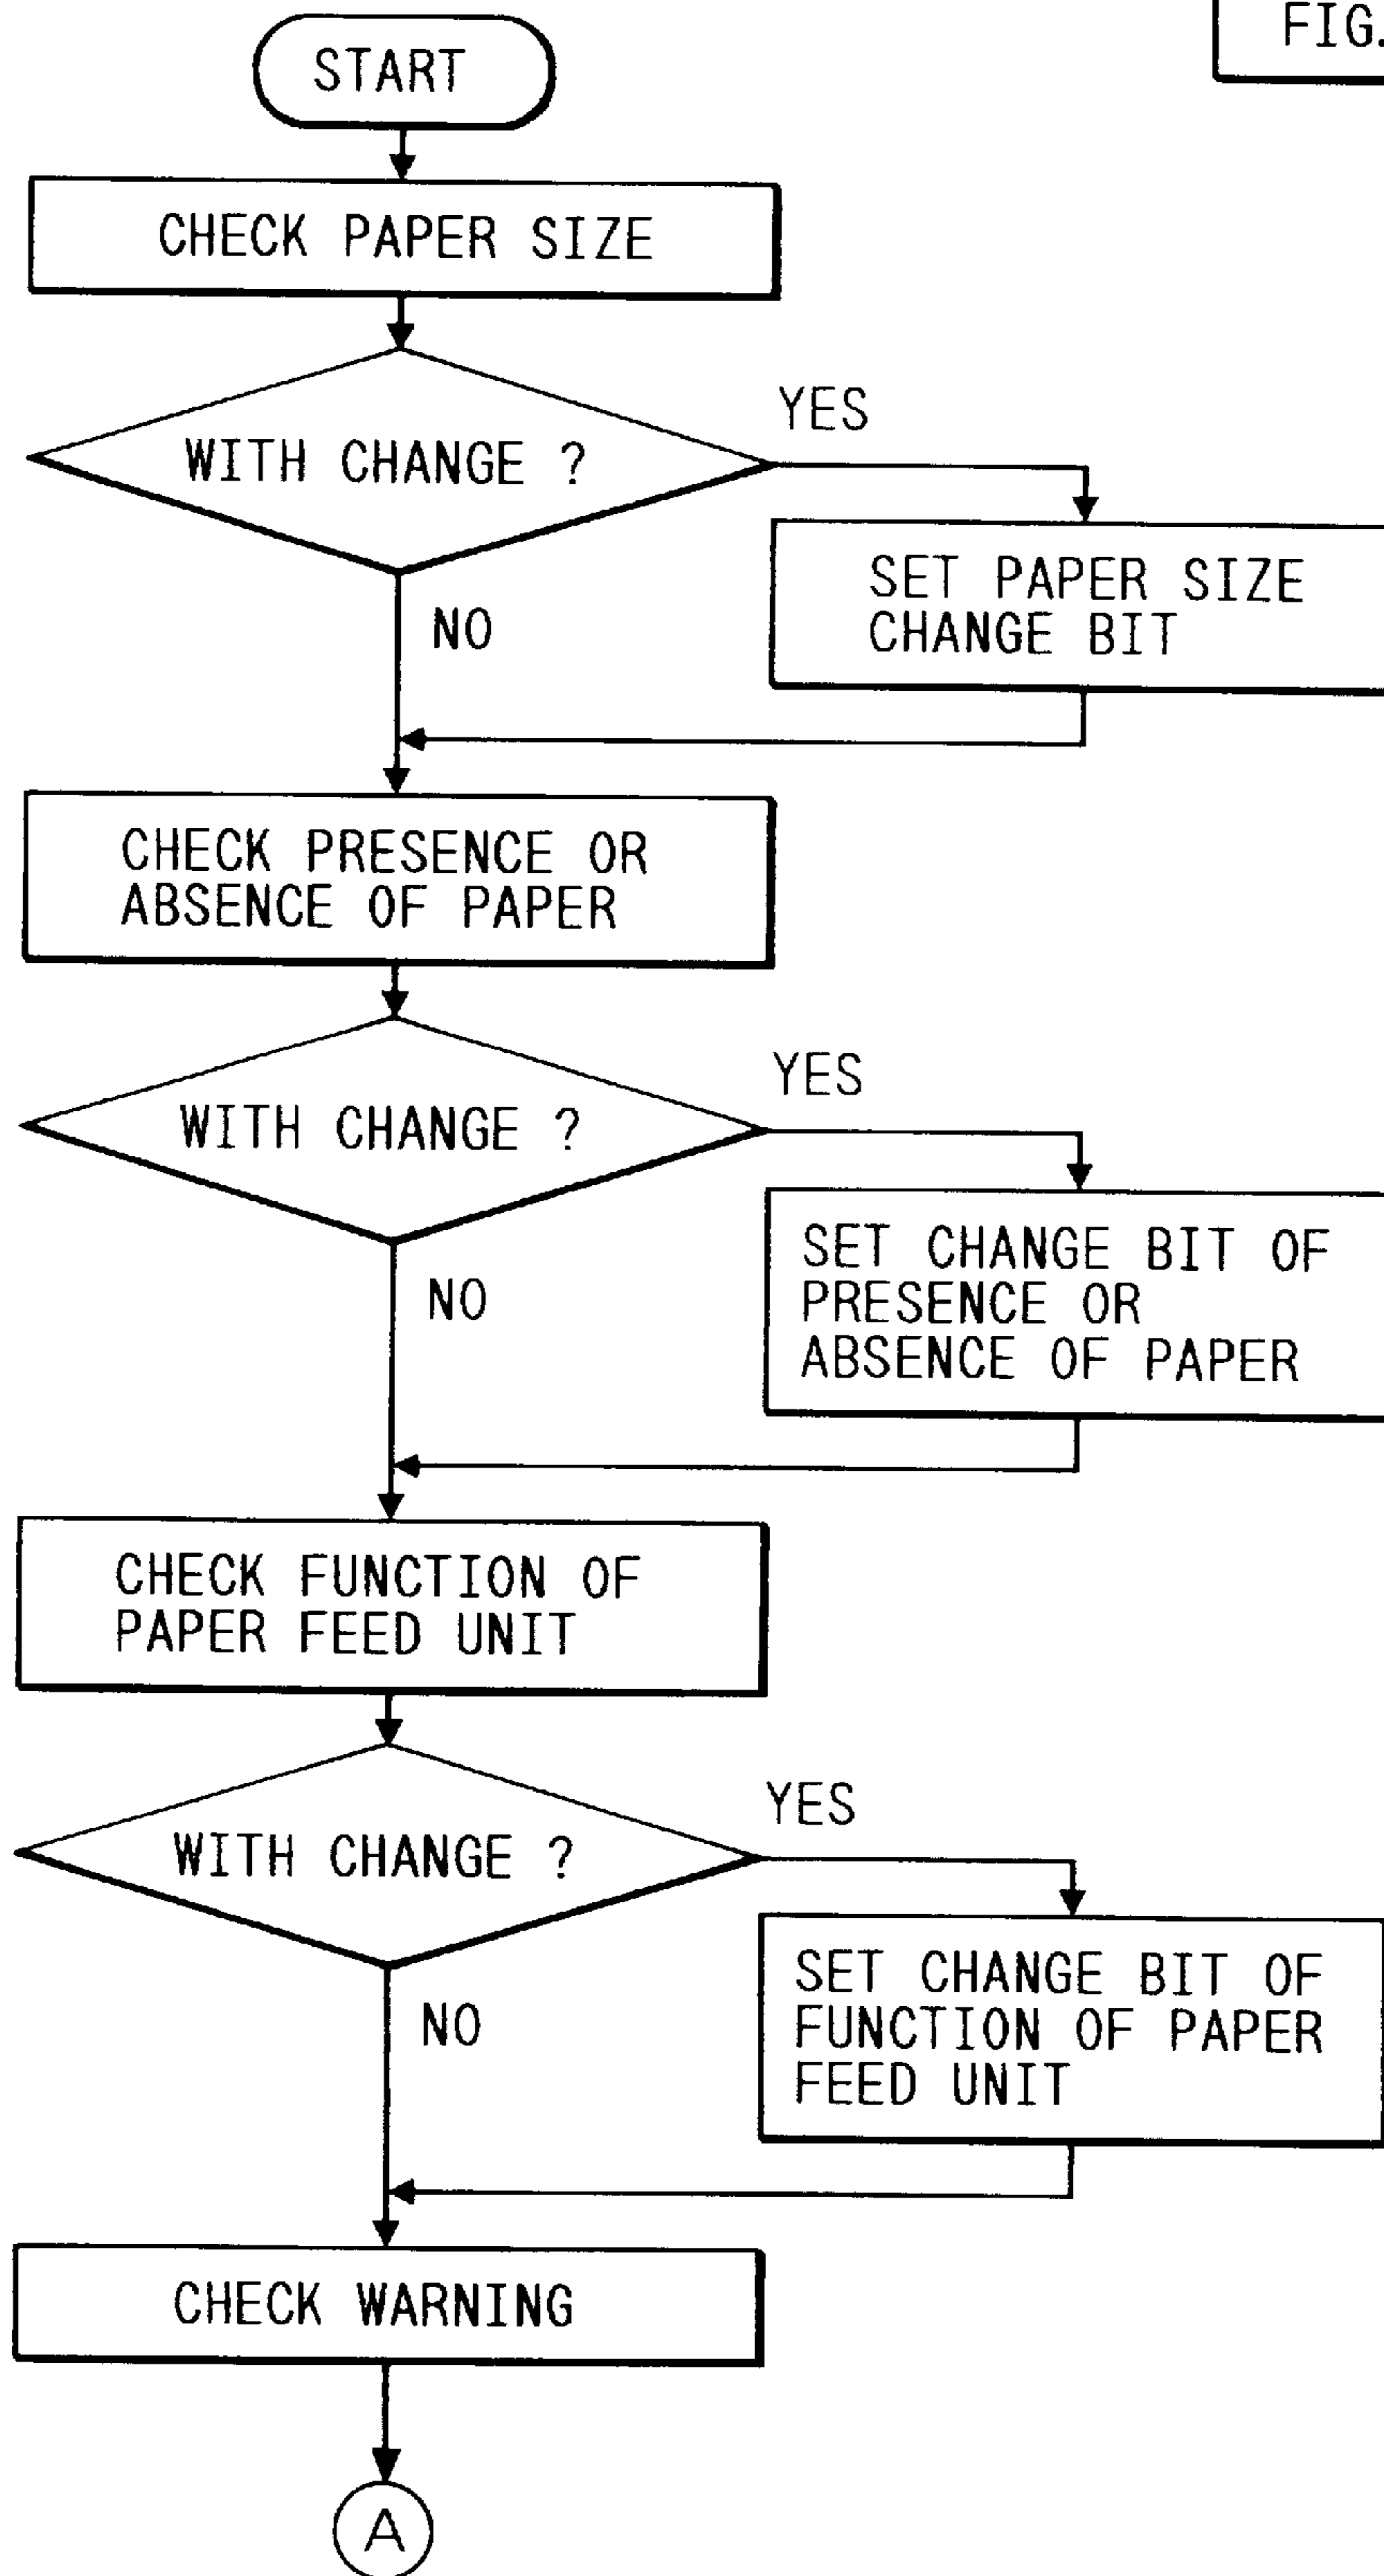 FIG.
START
CHECK PAPER SIZE
WITH CHANGE ?
YES
SET PAPER SIZE
CHANGE BIT
NO
CHECK PRESENCE OR
ABSENCE OF PAPER
WITH CHANGE ?
YES
SET CHANGE BIT OF
PRESENCE OR
ABSENCE OF PAPER
NO
CHECK FUNCTION OF
PAPER FEED UNIT
WITH CHANGE ?
YES
SET CHANGE BIT OF
FUNCTION OF PAPER
FEED UNIT
NO
CHECK WARNING
A